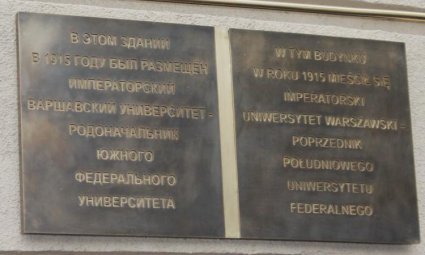 В ЭТОМ ЗДАНИИ
В 1915 ГОДУ БЫЛ РАЗМЕЩЁН
ИМПЕРАТОРСКИЙ
ВАРШАВСКИЙ УНИВЕРСИТЕТ -
РОДОНАЧАЛЬНИК
ЮЖНОГО
ФЕДЕРАЛЬНОГО
УНИВЕРСИТЕТА
W TYM BUDYNKU
W ROKU 1915 MIEŚCIŁ SIĘ
IMPERATORSKI
UNIWERSYTET WARSZAWSKI -
POPRZEDNIK
POŁUDNIOWEGO
UNIWERSYTETU
FEDERALNEGO